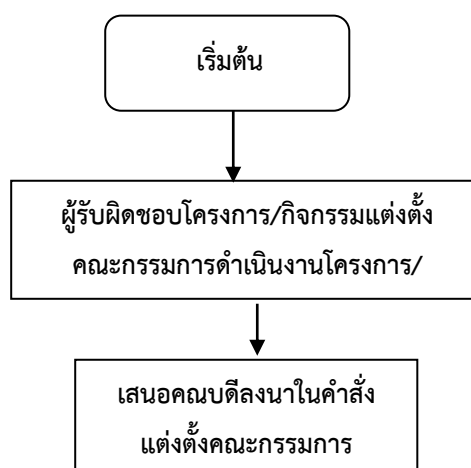 เริ่มต้น
ผู้รับผิดชอบโครงการ/กิจกรรมแต่งตั้ง
คณะกรรมการดำเนินงานโครงการ/
เสนอคณบดีลงนาในคำสั่ง
แต่งตั้งคณะกรรมการ